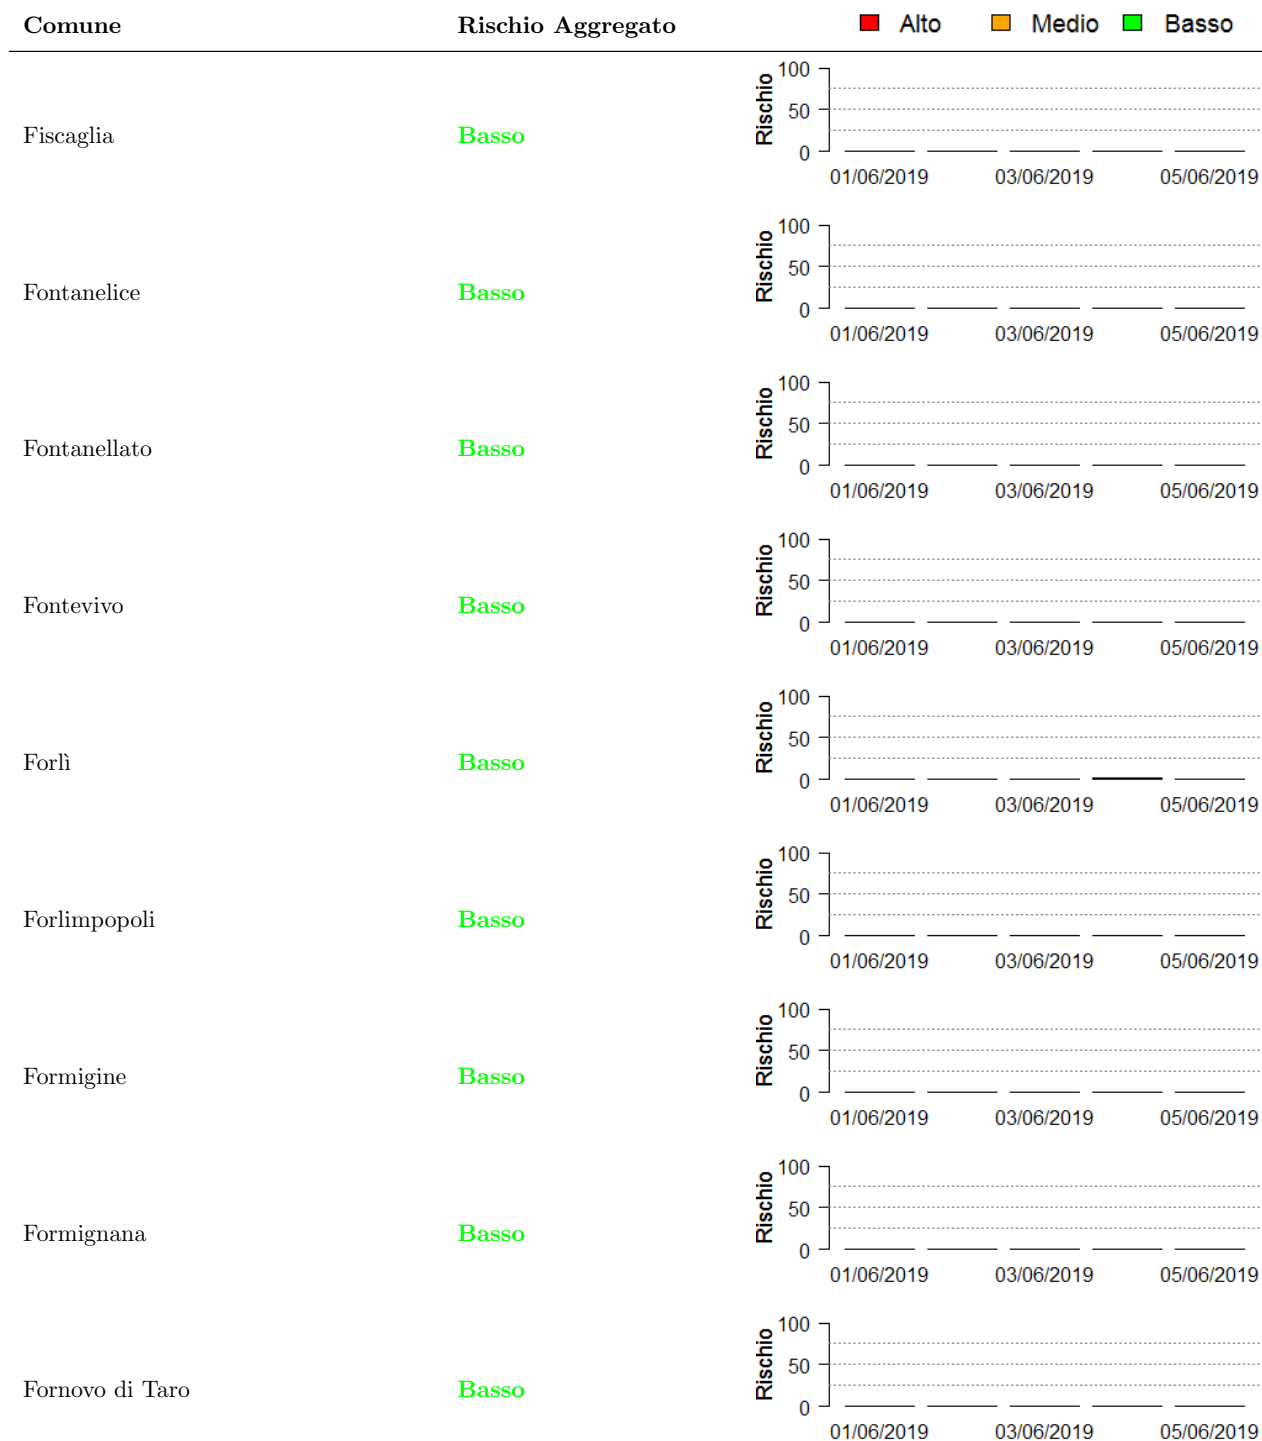 Comune Rischio Aggregato Alto Medio Basso
Fiscaglia Basso
Rischio
100
50
0
01/06/2019 03/06/2019 05/06/2019
Fontanelice Basso
Rischio
100
50
0
01/06/2019 03/06/2019 05/06/2019
Fontanellato Basso
Rischio
100
50
0
01/06/2019 03/06/2019 05/06/2019
Fontevivo Basso
Rischio
100
50
0
01/06/2019 03/06/2019 05/06/2019
Forlì Basso
Rischio
100
50
0
01/06/2019 03/06/2019 05/06/2019
Forlimpopoli Basso
Rischio
100
50
0
01/06/2019 03/06/2019 05/06/2019
Formigine Basso
Rischio
100
50
0
01/06/2019 03/06/2019 05/06/2019
Formignana Basso
Rischio
100
50
0
01/06/2019 03/06/2019 05/06/2019
Fornovo di Taro Basso
Rischio
100
50
0
01/06/2019 03/06/2019 05/06/2019